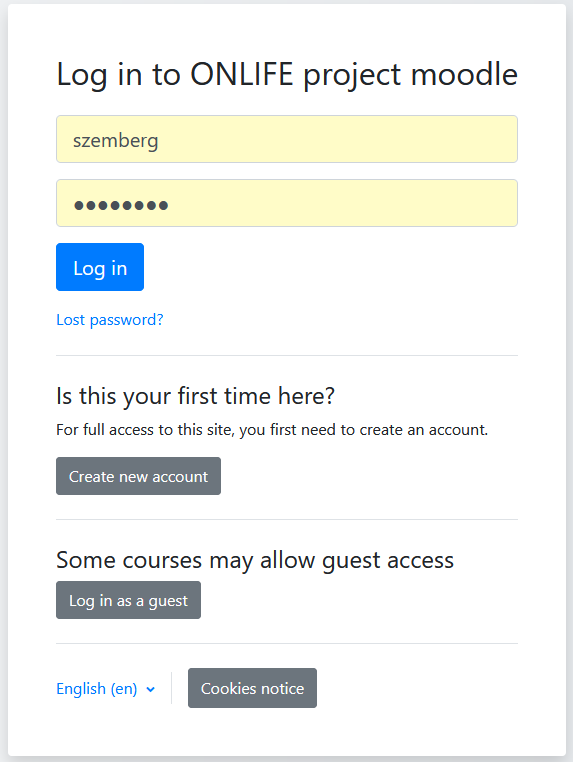 Log in to ONLIFE project moodle
szemberg
●●●●●●●●
Log in
Lost password?
Is this your first time here?
For full access to this site, you first need to create an account.
Create new account
Some courses may allow guest access
Log in as a guest
English (en)
Cookies notice